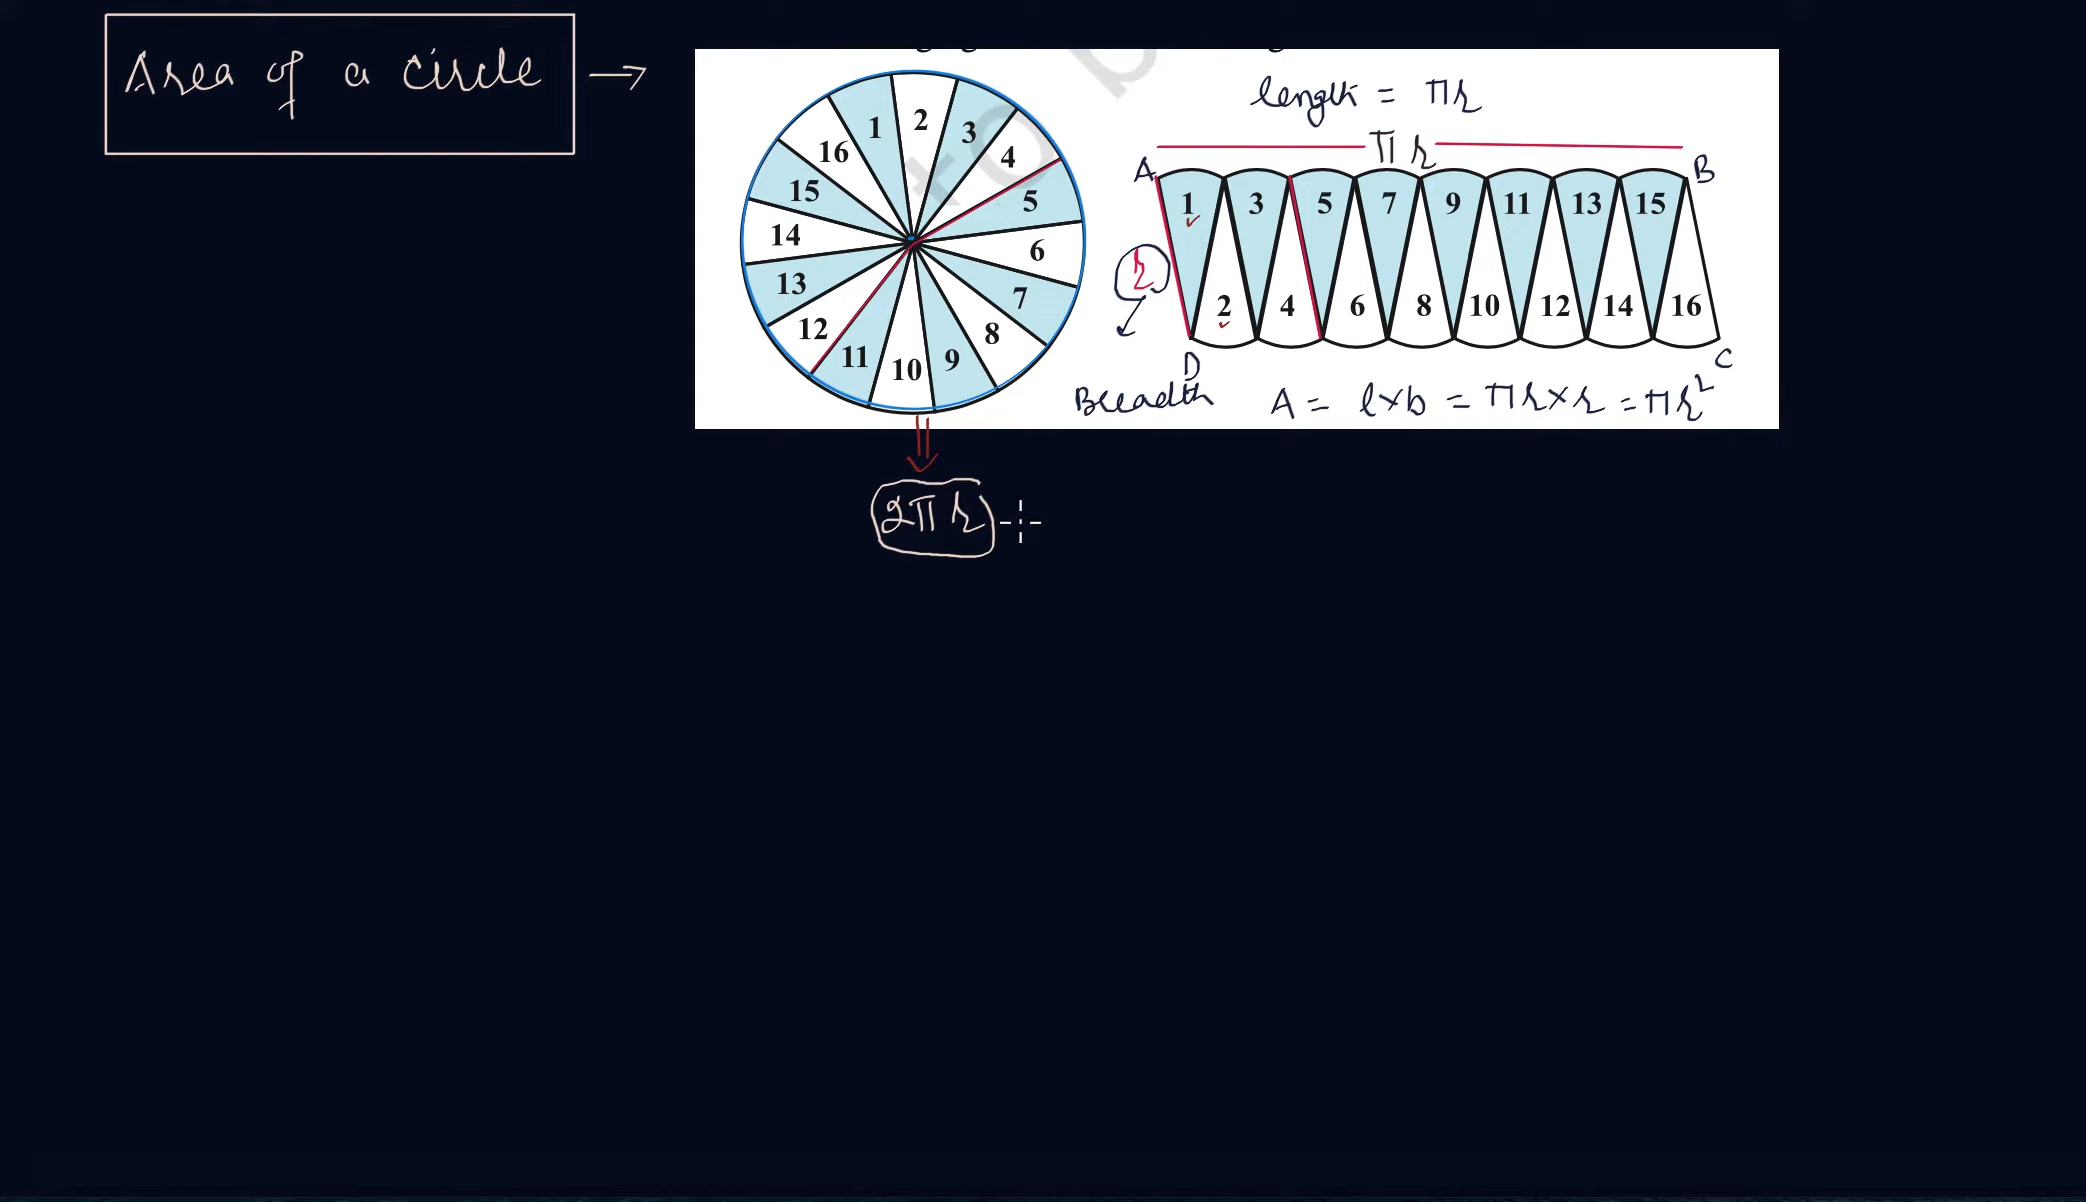 Area of a circle →
length = πr
πr
A B
1 2 3 4 5 6 7 8 9 10 11 12 13 14 15 16
1 3 5 7 9 11 13 15
r
2 4 6 8 10 12 14 16
D C
Breadth A = l×b = πr×r = πr²
2πr